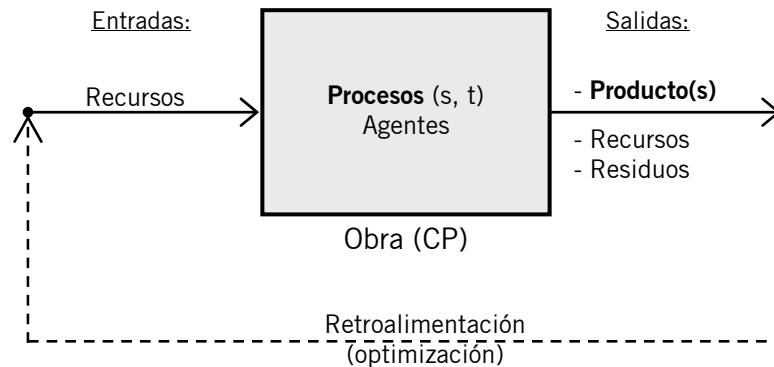 Entradas:
Salidas:
Recursos
Procesos (s, t)
Agentes
- Producto(s)
- Recursos
- Residuos
Obra (CP)
Retroalimentación
(optimización)